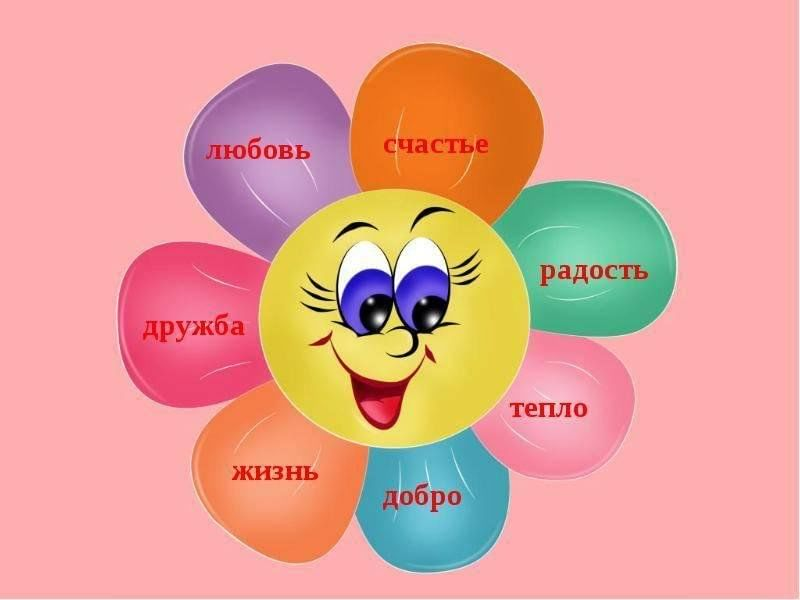 любовь
счастье
радость
дружба
тепло
жизнь
добро